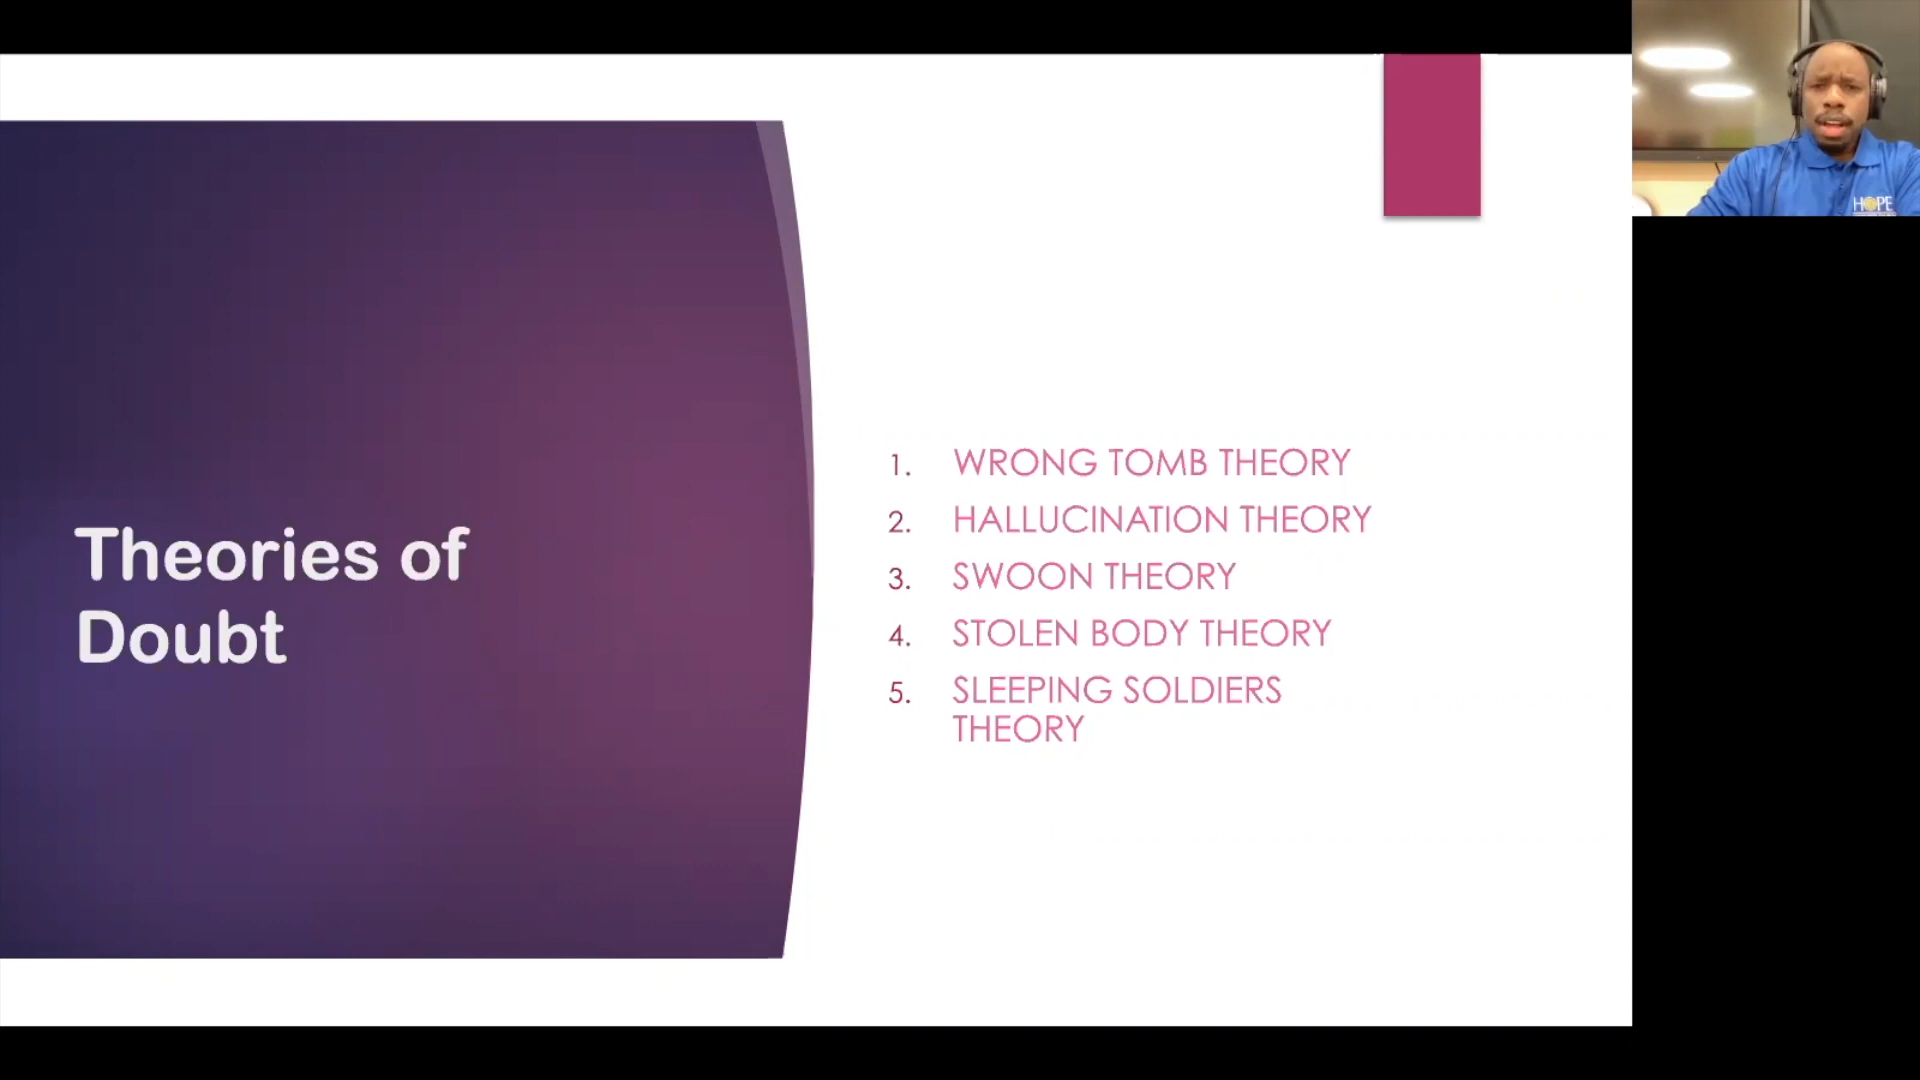 Theories of
Doubt
1. WRONG TOMB THEORY
2. HALLUCINATION THEORY
3. SWOON THEORY
4. STOLEN BODY THEORY
5. SLEEPING SOLDIERS
THEORY
HOPE